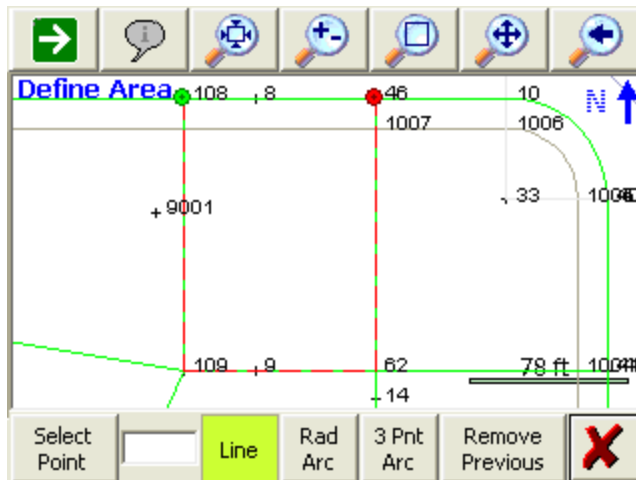 Define Area
108
8
46
10
N
1007
1006
9001
33
109
9
62
78 ft
14
Select Point
Line
Rad Arc
3 Pnt Arc
Remove Previous